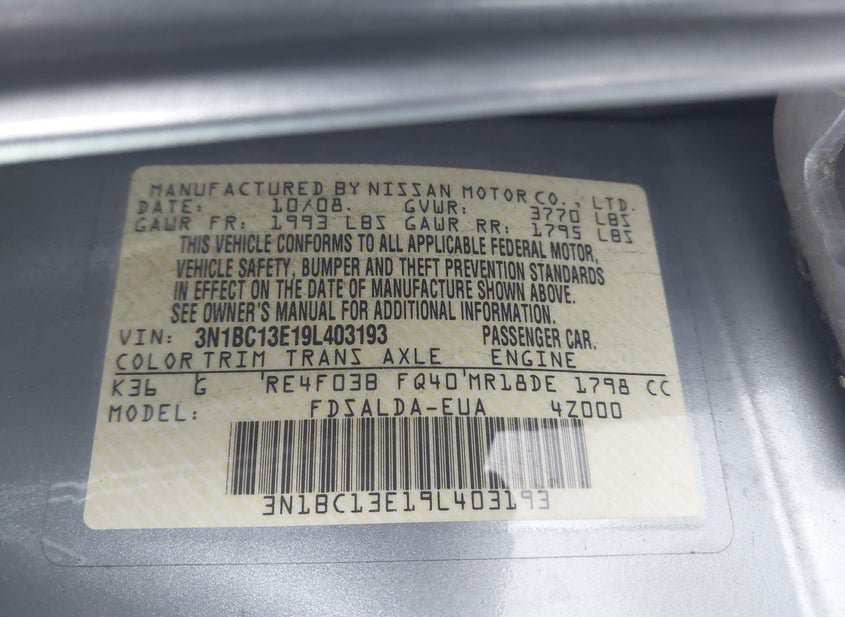 MANUFACTURED BY NISSAN MOTOR CO., LTD.
DATE: 10/08. GVWR: 3770 LBS
GAWR FR: 1993 LBS GAWR RR: 1795 LBS
THIS VEHICLE CONFORMS TO ALL APPLICABLE FEDERAL MOTOR,
VEHICLE SAFETY, BUMPER AND THEFT PREVENTION STANDARDS
IN EFFECT ON THE DATE OF MANUFACTURE SHOWN ABOVE.
SEE OWNER'S MANUAL FOR ADDITIONAL INFORMATION.
VIN: 3N1BC13E19L403193 PASSENGER CAR.
COLOR TRIM TRANS AXLE ENGINE
K36 G 'RE4F03B FQ40'MR18DE 1798 CC
MODEL: FDSALDA-EUA 4Z000
3N1BC13E19L403193